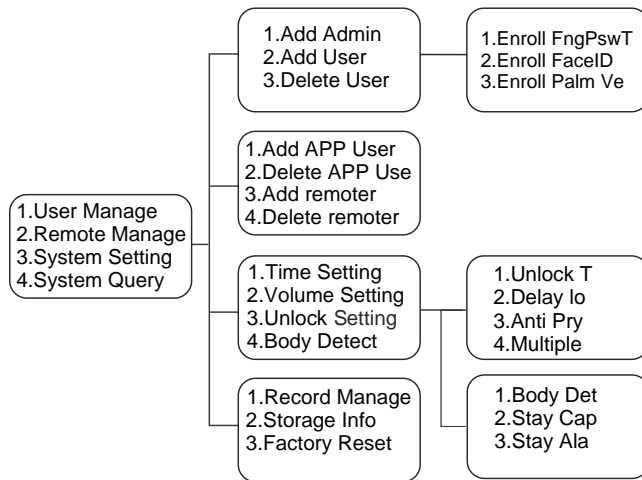 1.Add Admin
2.Add User
3.Delete User
1.Enroll FngPswT
2.Enroll FaceID
3.Enroll Palm Ve
1.Add APP User
2.Delete APP Use
3.Add remoter
4.Delete remoter
1.User Manage
2.Remote Manage
3.System Setting
4.System Query
1.Time Setting
2.Volume Setting
3.Unlock Setting
4.Body Detect
1.Unlock T
2.Delay lo
3.Anti Pry
4.Multiple
1.Record Manage
2.Storage Info
3.Factory Reset
1.Body Det
2.Stay Cap
3.Stay Ala